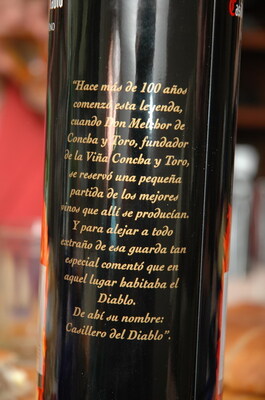 "Hace más de 100 años
comenzó esta leyenda,
cuando Don Melchor de
Concha y Toro, fundador
de la Viña Concha y Toro,
se reservó una pequeña
partida de los mejores
vinos que allí se producían.
Y para alejar a todo
extraño de esa guarda tan
especial comentó que en
aquel lugar habitaba el
Diablo.
De ahí su nombre:
Casillero del Diablo".